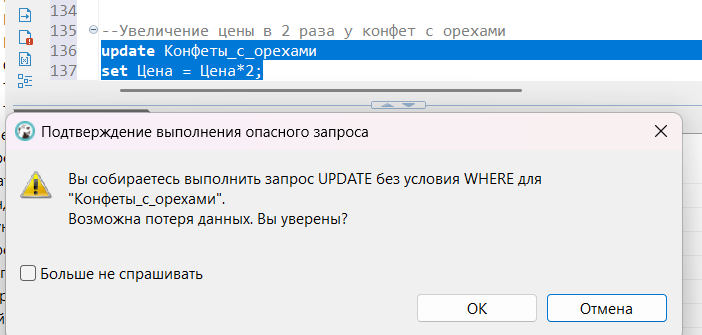 134
135 --Увеличение цены в 2 раза у конфет с орехами
136 update Конфеты_с_орехами
137 set Цена = Цена*2;
Подтверждение выполнения опасного запроса
Вы собираетесь выполнить запрос UPDATE без условия WHERE для
"Конфеты_с_орехами".
Возможна потеря данных. Вы уверены?
Больше не спрашивать
OK Отмена